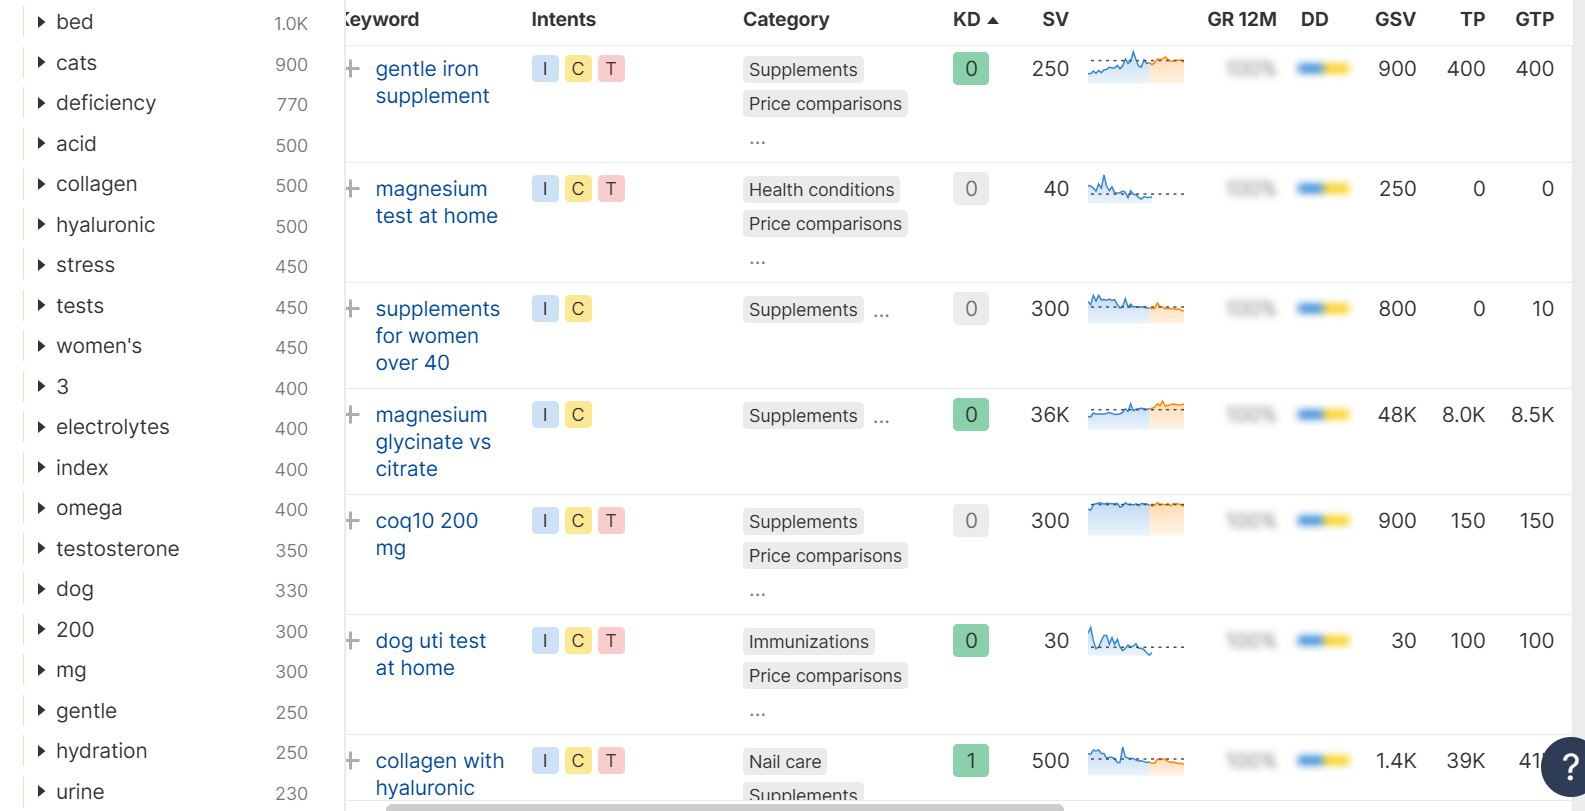 bed 1.0K
cats 900
deficiency 770
acid 500
collagen 500
hyaluronic 500
stress 450
tests 450
women's 450
3 400
electrolytes 400
index 400
omega 400
testosterone 350
dog 330
200 300
mg 300
gentle 250
hydration 250
urine 230
Keyword Intents Category KD SV GR 12M DD GSV TP GTP
gentle iron I C T Supplements 0 250 900 400 400
supplement Price comparisons
...
magnesium I C T Health conditions 0 40 250 0 0
test at home Price comparisons
...
supplements I C Supplements ... 0 300 800 0 10
for women
over 40
magnesium I C Supplements ... 0 36K 48K 8.0K 8.5K
glycinate vs
citrate
coq10 200 I C T Supplements 0 300 900 150 150
mg Price comparisons
...
dog uti test I C T Immunizations 0 30 30 100 100
at home Price comparisons
...
collagen with I C T Nail care 1 500 1.4K 39K 41
hyaluronic Supplements
?